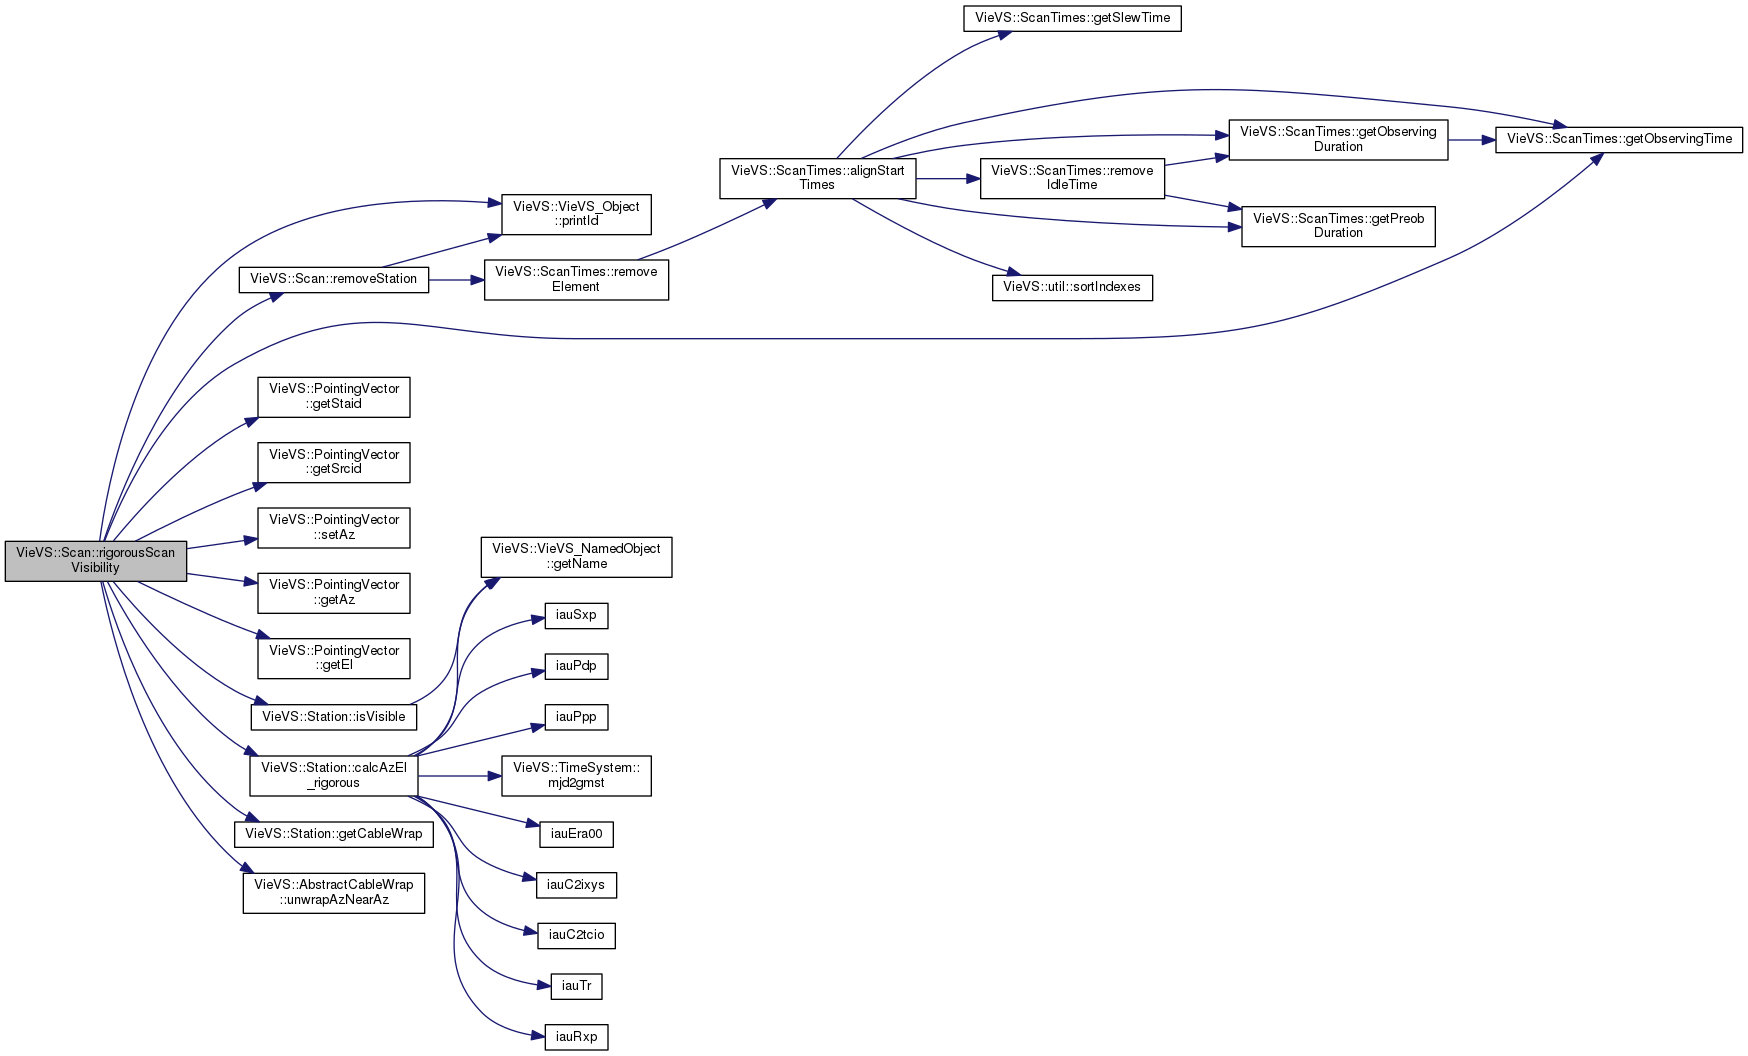 VieVS::ScanTimes::getSlewTime
VieVS::ScanTimes::getObserving
Duration
VieVS::ScanTimes::getObservingTime
VieVS::ScanTimes::alignStart
Times
VieVS::ScanTimes::remove
IdleTime
VieVS::VieVS_Object
::printId
VieVS::ScanTimes::getPreob
Duration
VieVS::Scan::removeStation
VieVS::ScanTimes::remove
Element
VieVS::util::sortIndexes
VieVS::PointingVector
::getStaid
VieVS::PointingVector
::getSrcid
VieVS::PointingVector
::setAz
VieVS::Scan::rigorousScan
Visibility
VieVS::VieVS_NamedObject
::getName
VieVS::PointingVector
::getAz
iauSxp
VieVS::PointingVector
::getEl
iauPdp
VieVS::Station::isVisible
iauPpp
VieVS::Station::calcAzEl
_rigorous
VieVS::TimeSystem::
mjd2gmst
VieVS::Station::getCableWrap
iauEra00
VieVS::AbstractCableWrap
::unwrapAzNearAz
iauC2ixys
iauC2tcio
iauTr
iauRxp